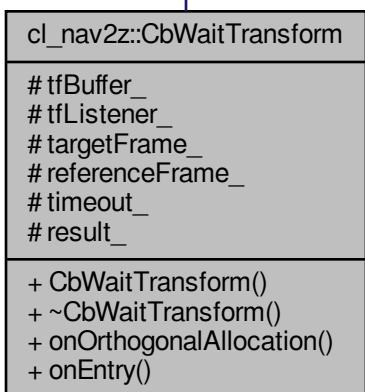 cl_nav2z::CbWaitTransform
# tfBuffer_
# tfListener_
# targetFrame_
# referenceFrame_
# timeout_
# result_
+ CbWaitTransform()
+ ~CbWaitTransform()
+ onOrthogonalAllocation()
+ onEntry()